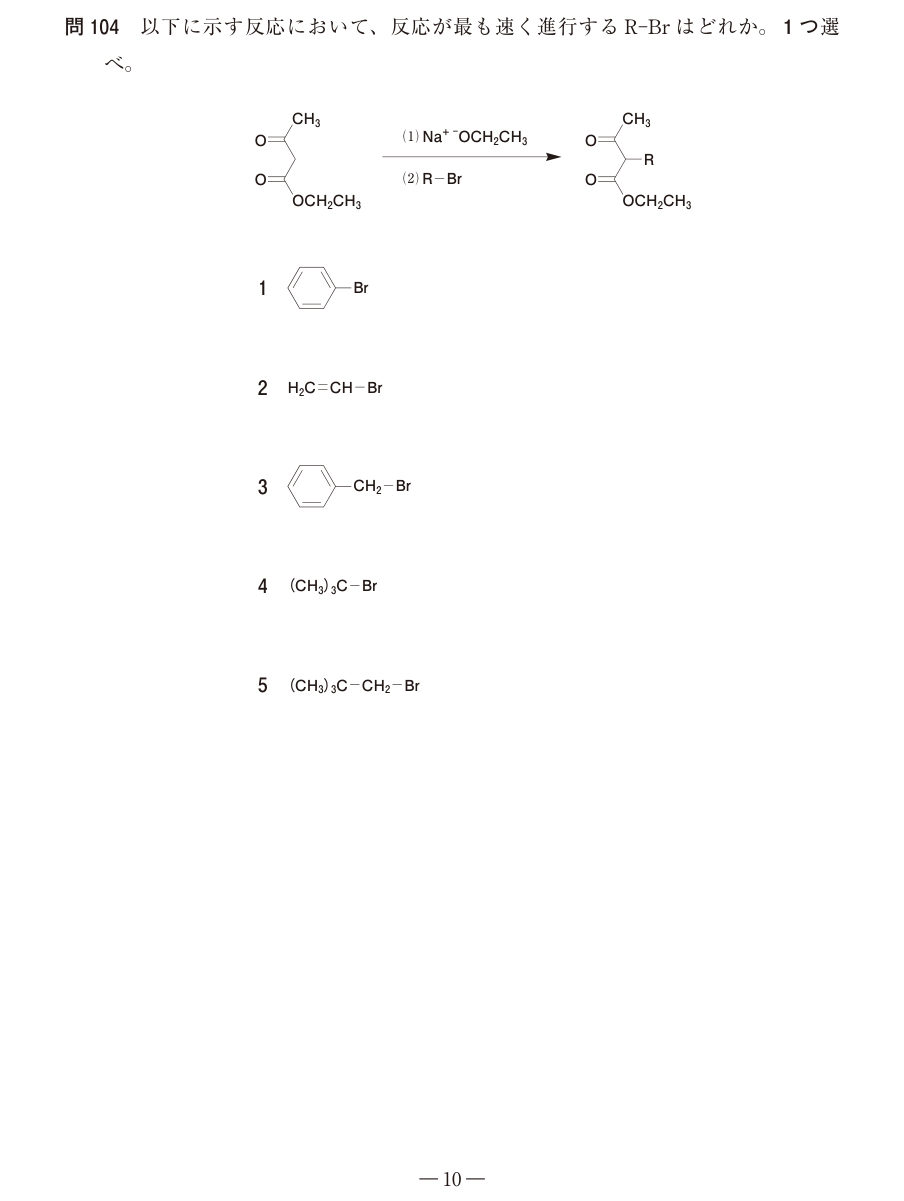 問 104 以下に示す反応において、反応が最も速く進行する R-Br はどれか。1 つ選
べ。
CH₃
O
O
OCH₂CH₃
(1) Na⁺ ⁻OCH₂CH₃
(2) R−Br
CH₃
O
R
O
OCH₂CH₃
1 Br
2 H₂C=CH−Br
3 CH₂−Br
4 (CH₃)₃C−Br
5 (CH₃)₃C−CH₂−Br
― 10 ―